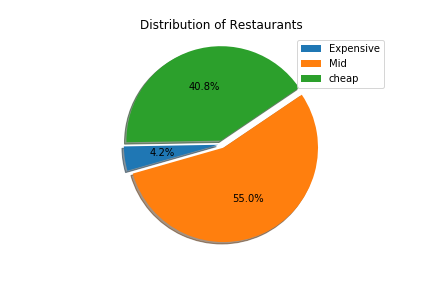 Distribution of Restaurants
Expensive
Mid
cheap
40.8%
4.2%
55.0%